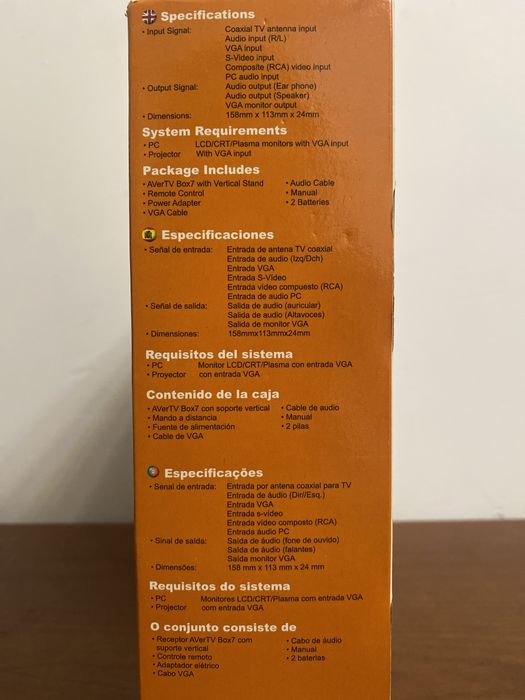 Specifications
• Input Signal: Coaxial TV antenna input
Audio input (R/L)
VGA input
S-Video input
Composite (RCA) video input
PC audio input
• Output Signal: Audio output (Ear phone)
Audio output (Speaker)
VGA monitor output
• Dimensions: 158mm x 113mm x 24mm
System Requirements
• PC LCD/CRT/Plasma monitors with VGA input
• Projector With VGA input
Package Includes
• AVerTV Box7 with Vertical Stand
• Remote Control
• Power Adapter
• VGA Cable
• Audio Cable
• Manual
• 2 Batteries
Especificaciones
• Señal de entrada: Entrada de antena TV coaxial
Entrada de audio (Izq/Dch)
Entrada VGA
Entrada S-Video
Entrada video compuesto (RCA)
Entrada de audio PC
• Señal de salida: Salida de audio (auricular)
Salida de audio (Altavoces)
Salida de monitor VGA
• Dimensiones: 158mmx113mmx24mm
Requisitos del sistema
• PC Monitor LCD/CRT/Plasma con entrada VGA
• Proyector con entrada VGA
Contenido de la caja
• AVerTV Box7 con soporte vertical
• Mando a distancia
• Fuente de alimentación
• Cable de VGA
• Cable de audio
• Manual
• 2 pilas
Especificações
• Senal de entrada: Entrada por antena coaxial para TV
Entrada de áudio (Dir//Esq.)
Entrada VGA
Entrada s-vídeo
Entrada vídeo composto (RCA)
Entrada áudio PC
• Sinal de saída: Saída de áudio (fone de ouvido)
Saída de áudio (falantes)
Saída monitor VGA
• Dimensões: 158 mm x 113 mm x 24 mm
Requisitos do sistema
• PC Monitores LCD/CRT/Plasma com entrada VGA
• Projector com entrada VGA
O conjunto consiste de
• Receptor AVerTV Box7 com
suporte vertical
• Controle remoto
• Adaptador elétrico
• Cabo VGA
• Cabo de áudio
• Manual
• 2 baterias